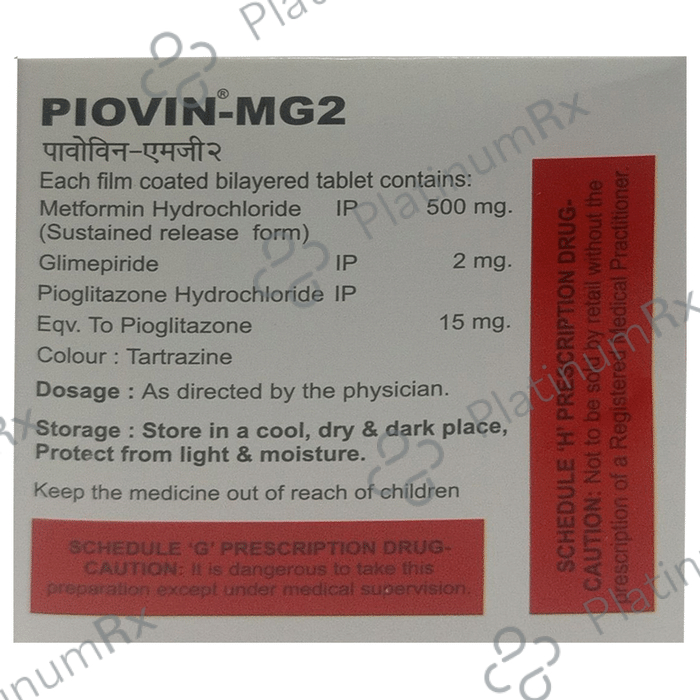 PIOVIN®-MG2
पावोविन-एमजी२
Each film coated bilayered tablet contains:
Metformin Hydrochloride IP 500 mg.
(Sustained release form)
Glimepiride IP 2 mg.
Pioglitazone Hydrochloride IP
Eqv. To Pioglitazone 15 mg.
Colour : Tartrazine
Dosage : As directed by the physician.
Storage : Store in a cool, dry & dark place,
Protect from light & moisture.
Keep the medicine out of reach of children
SCHEDULE 'G' PRESCRIPTION DRUG-
CAUTION: It is dangerous to take this
preparation except under medical supervision.
SCHEDULE 'H' PRESCRIPTION DRUG-
CAUTION: Not to be sold by retail without the
prescription of a Registered Medical Practitioner.
PlatinumRx
PlatinumRx
PlatinumRx
PlatinumRx